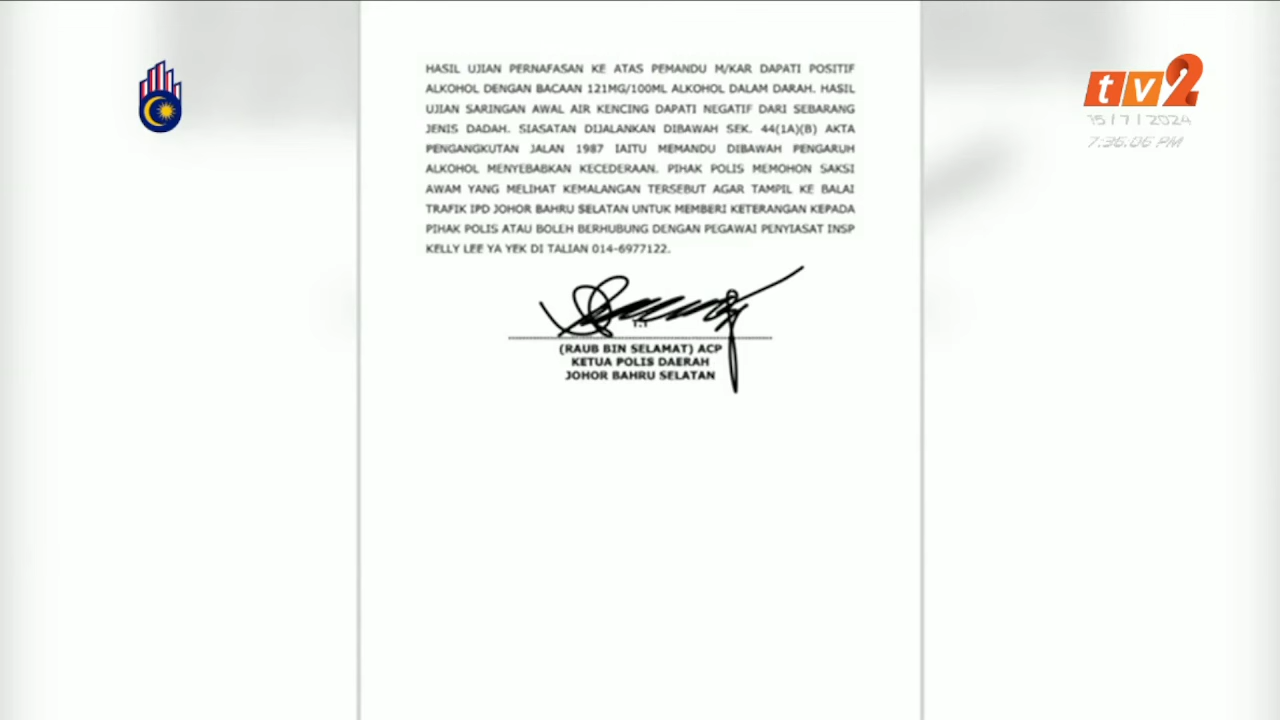 tv2
15 / 7 / 2024
7:36:06 PM
HASIL UJIAN PERNAFASAN KE ATAS PEMANDU M/KAR DAPATI POSITIF
ALKOHOL DENGAN BACAAN 121MG/100ML ALKOHOL DALAM DARAH. HASIL
UJIAN SARINGAN AWAL AIR KENCING DAPATI NEGATIF DARI SEBARANG
JENIS DADAH. SIASATAN DIJALANKAN DIBAWAH SEK. 44(1A)(B) AKTA
PENGANGKUTAN JALAN 1987 IAITU MEMANDU DIBAWAH PENGARUH
ALKOHOL MENYEBABKAN KECEDERAAN. PIHAK POLIS MEMOHON SAKSI
AWAM YANG MELIHAT KEMALANGAN TERSEBUT AGAR TAMPIL KE BALAI
TRAFIK IPD JOHOR BAHRU SELATAN UNTUK MEMBERI KETERANGAN KEPADA
PIHAK POLIS ATAU BOLEH BERHUBUNG DENGAN PEGAWAI PENYIASAT INSP
KELLY LEE YA YEK DI TALIAN 014-6977122.
(RAUB BIN SELAMAT) ACP
KETUA POLIS DAERAH
JOHOR BAHRU SELATAN